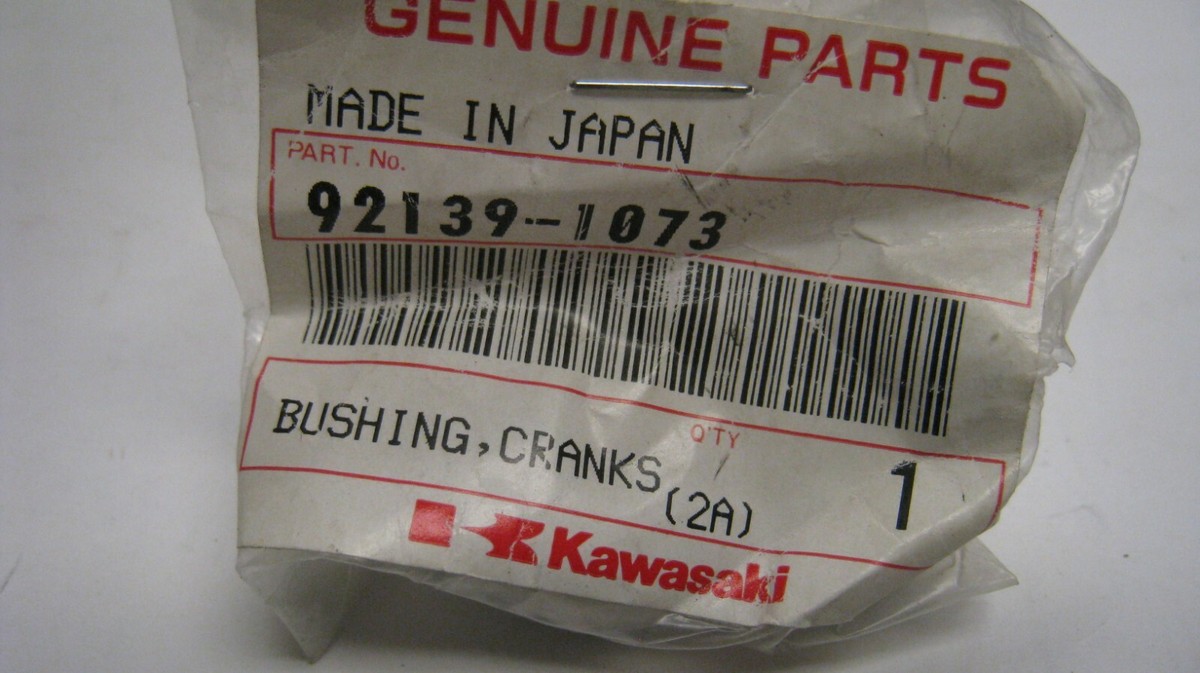 GENUINE PARTS
MADE IN JAPAN
PART. No.
92139-1073
Q'TY
BUSHING,CRANKS
(2A)
1
Kawasaki